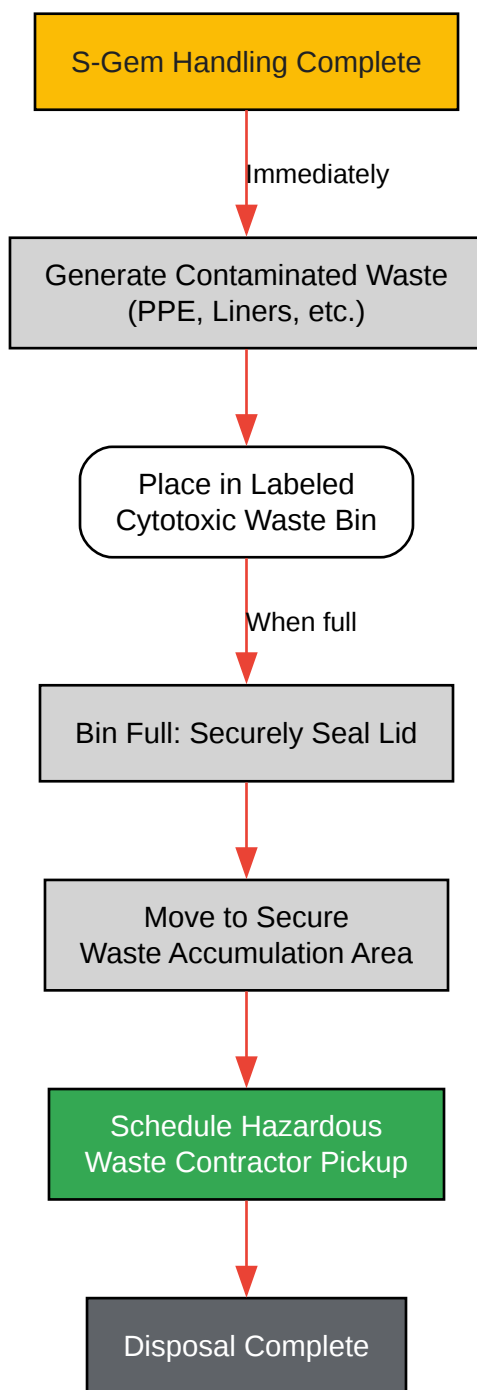 S-Gem Handling Complete
Immediately
Generate Contaminated Waste
(PPE, Liners, etc.)
Place in Labeled
Cytotoxic Waste Bin
When full
Bin Full: Securely Seal Lid
Move to Secure
Waste Accumulation Area
Schedule Hazardous
Waste Contractor Pickup
Disposal Complete